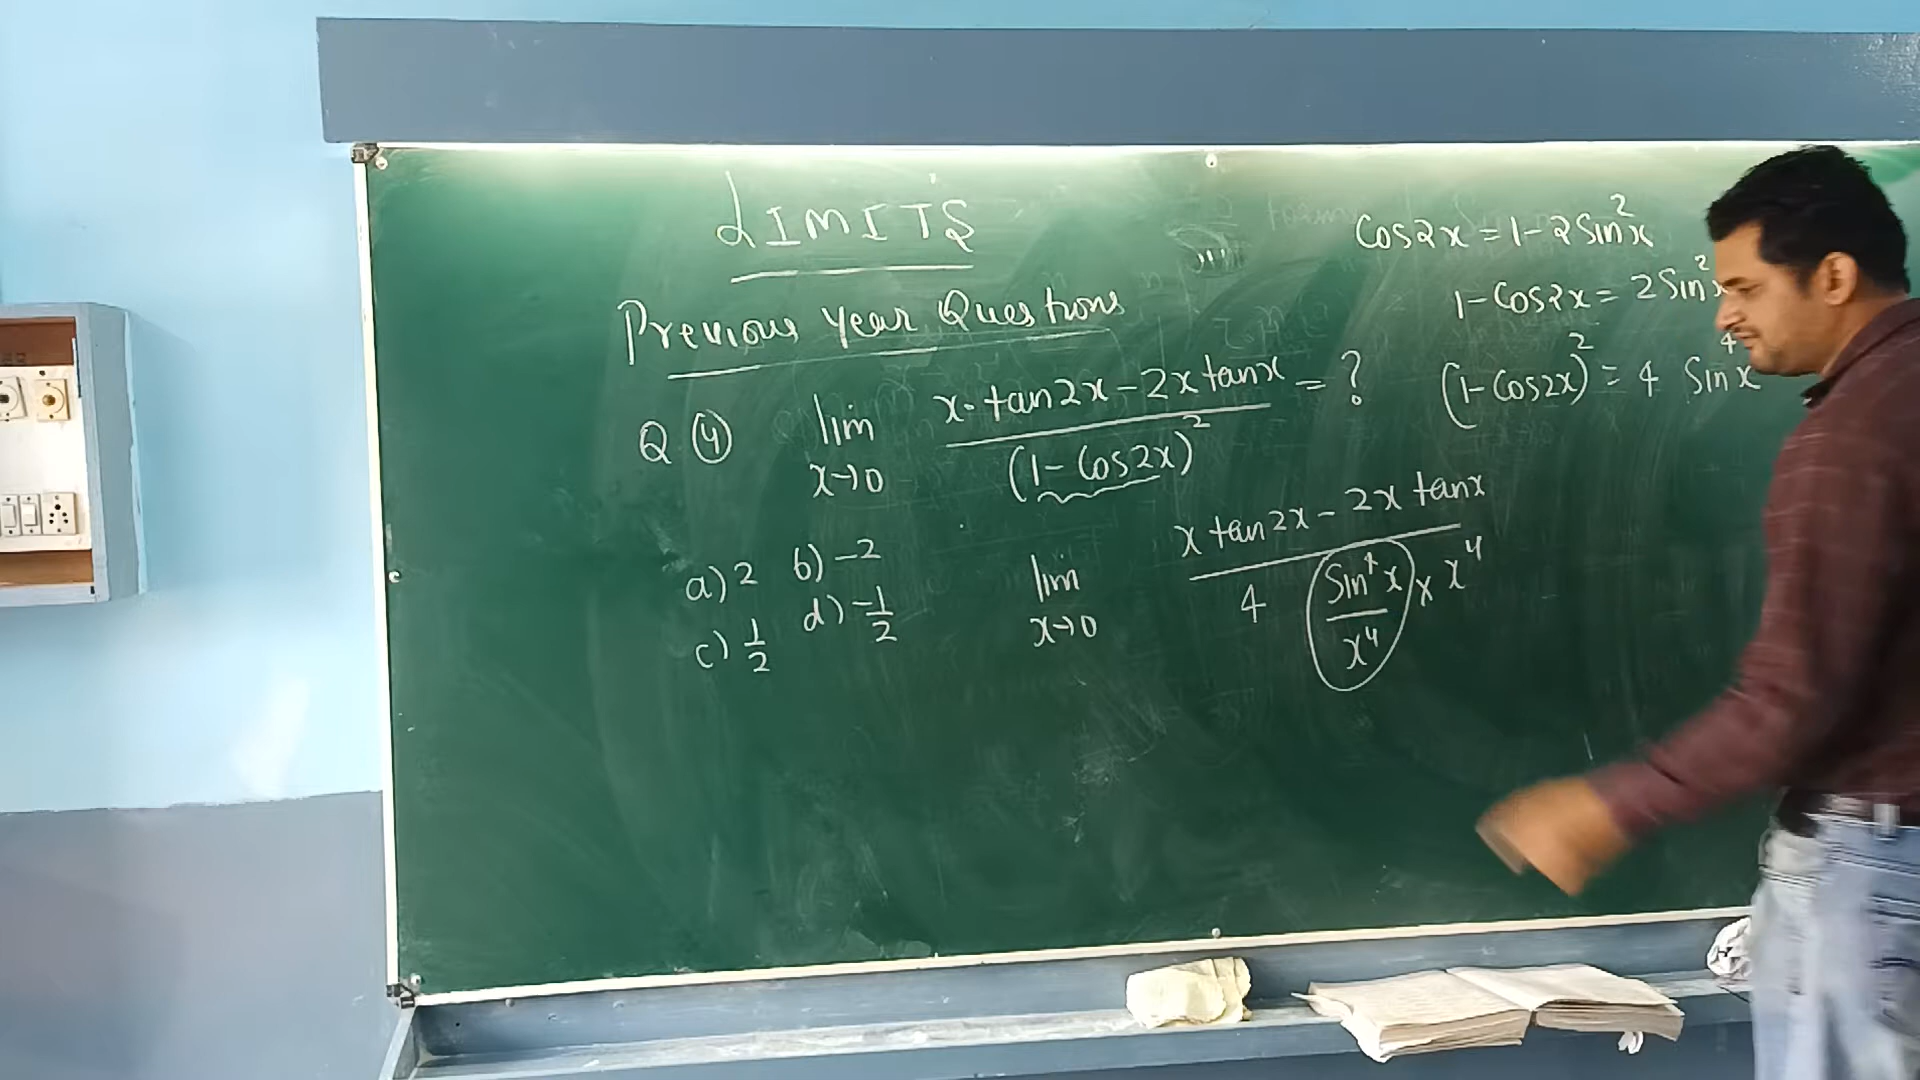 LIMITS
Previous Year Questions
Q ④ lim x→0 x·tan2x-2x tanx / (1-Cos2x)² = ?
a) 2 b) -2
c) 1/2 d) -1/2
Cos2x = 1-2Sin²x
1-Cos2x = 2Sin²x
(1-Cos2x)² = 4 Sin⁴x
lim x→0 x tan2x - 2x tanx / 4 Sin⁴x/x⁴ × x⁴